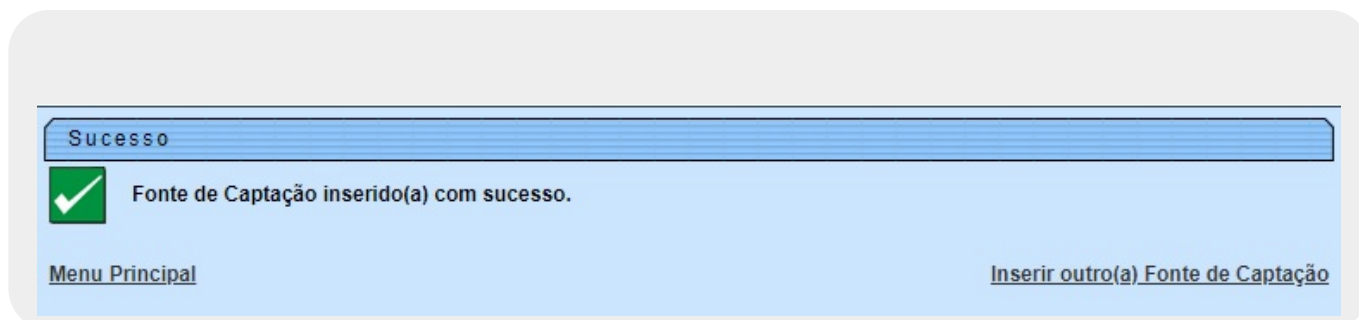 Sucesso
Fonte de Captação inserido(a) com sucesso.
Menu Principal
Inserir outro(a) Fonte de Captação